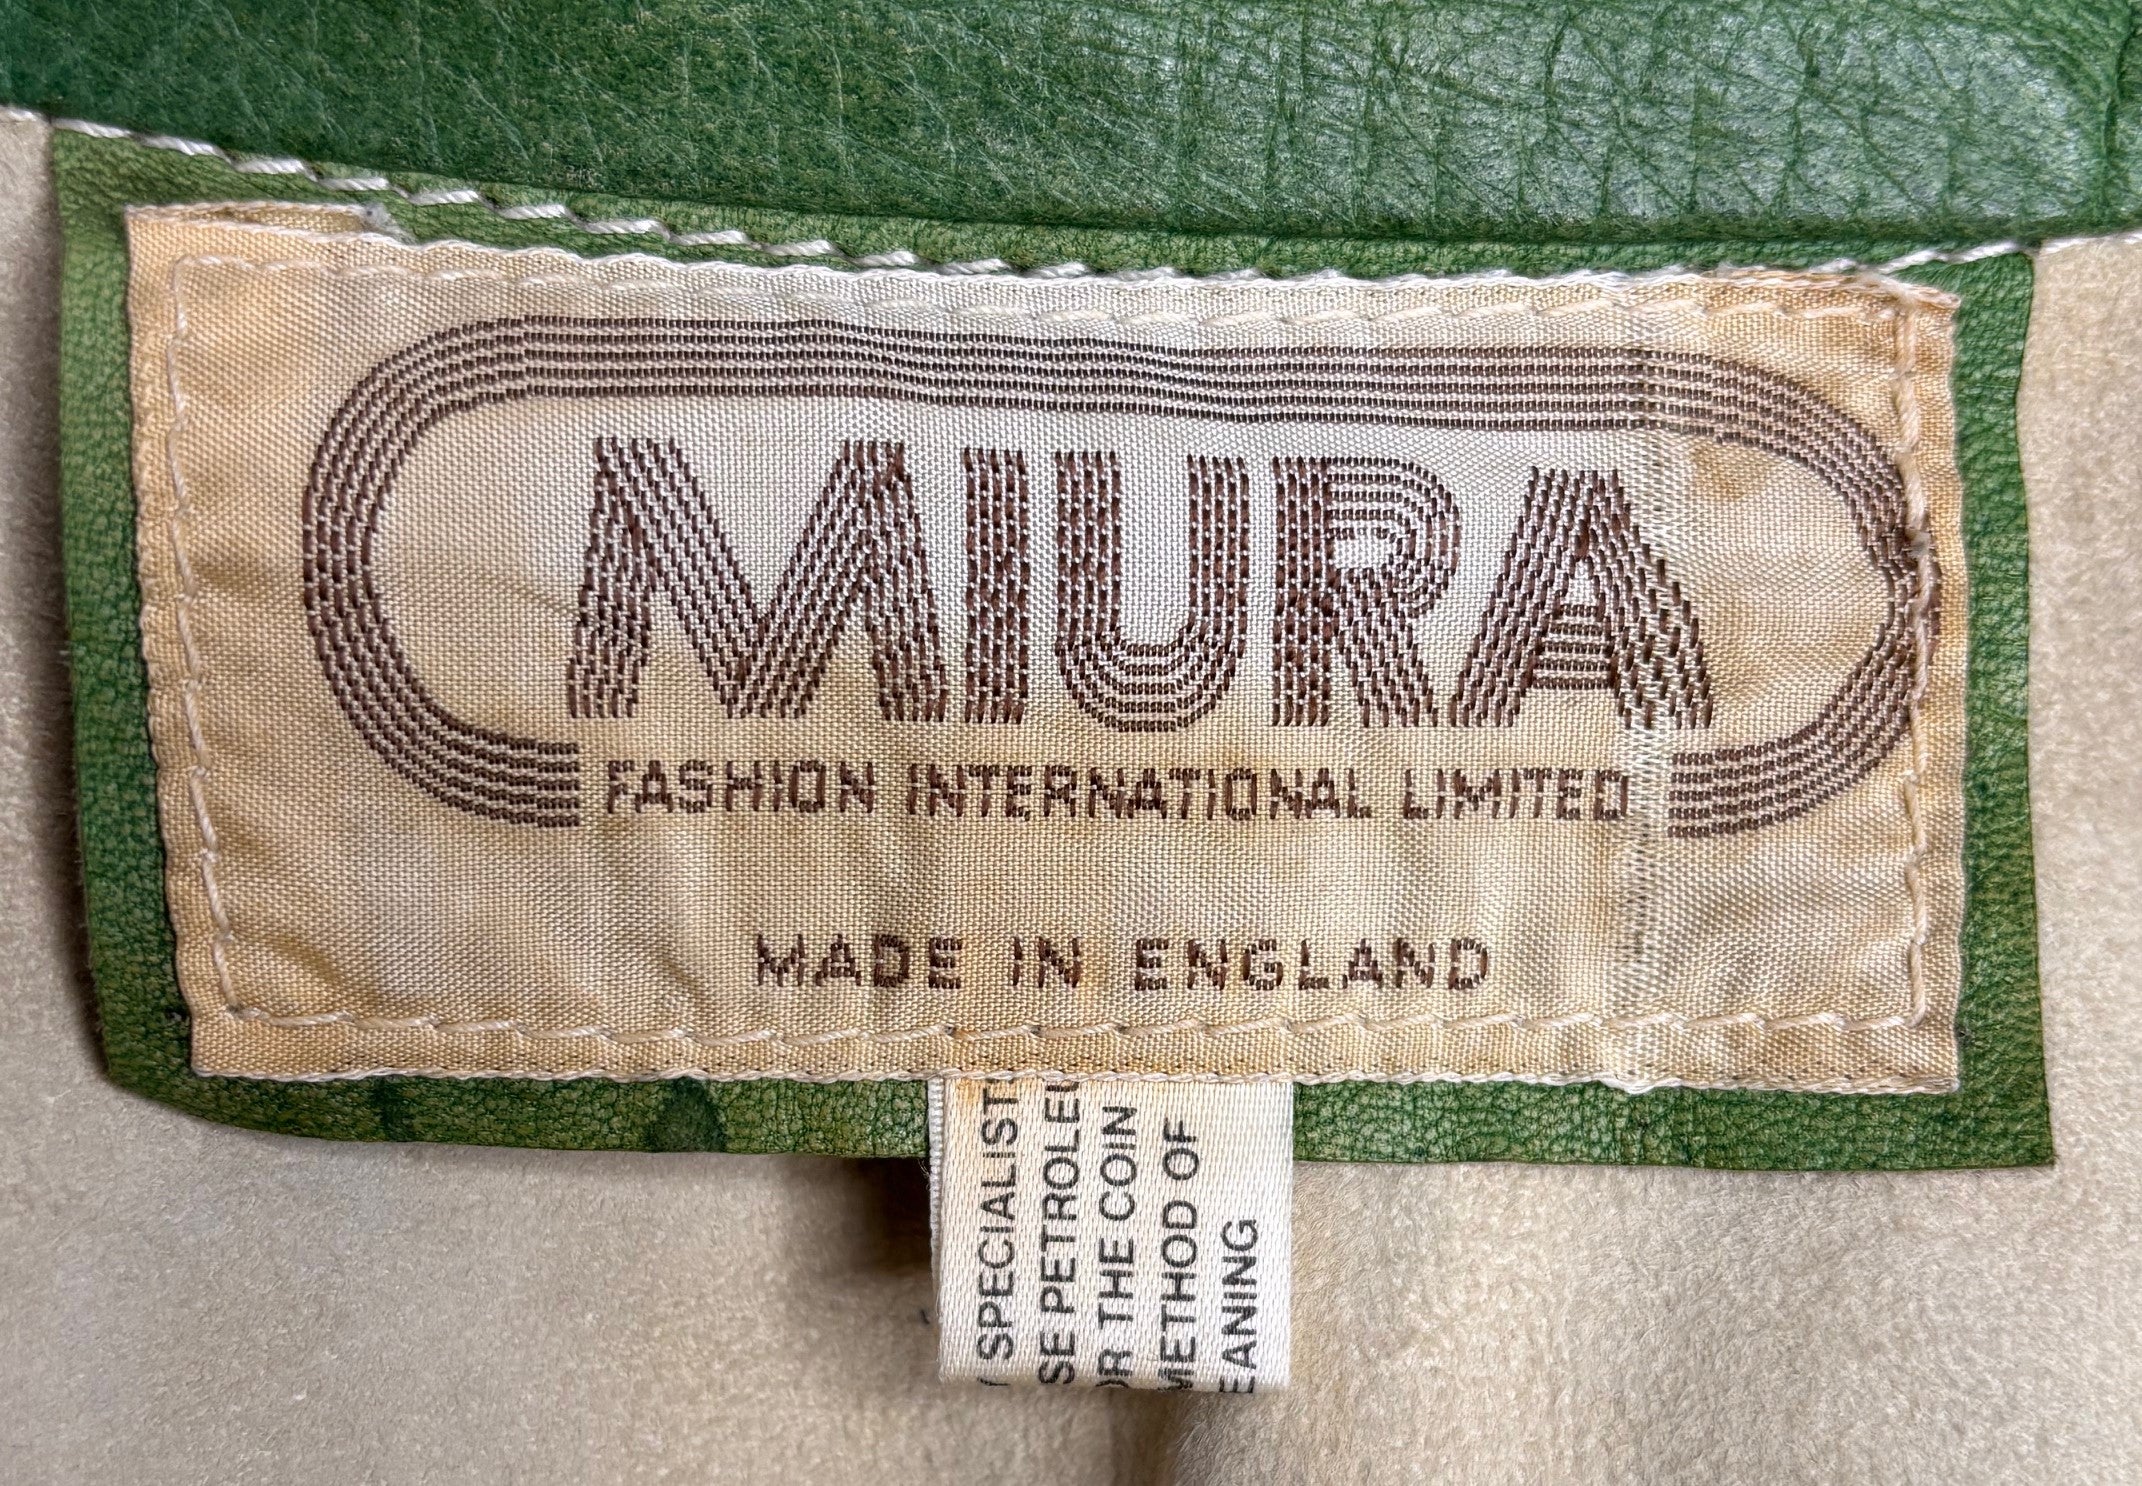 MIURA
FASHION INTERNATIONAL LIMITED
MADE IN ENGLAND
SPECIALIST
SE PETROLEU
R THE COIN
METHOD OF
EANING